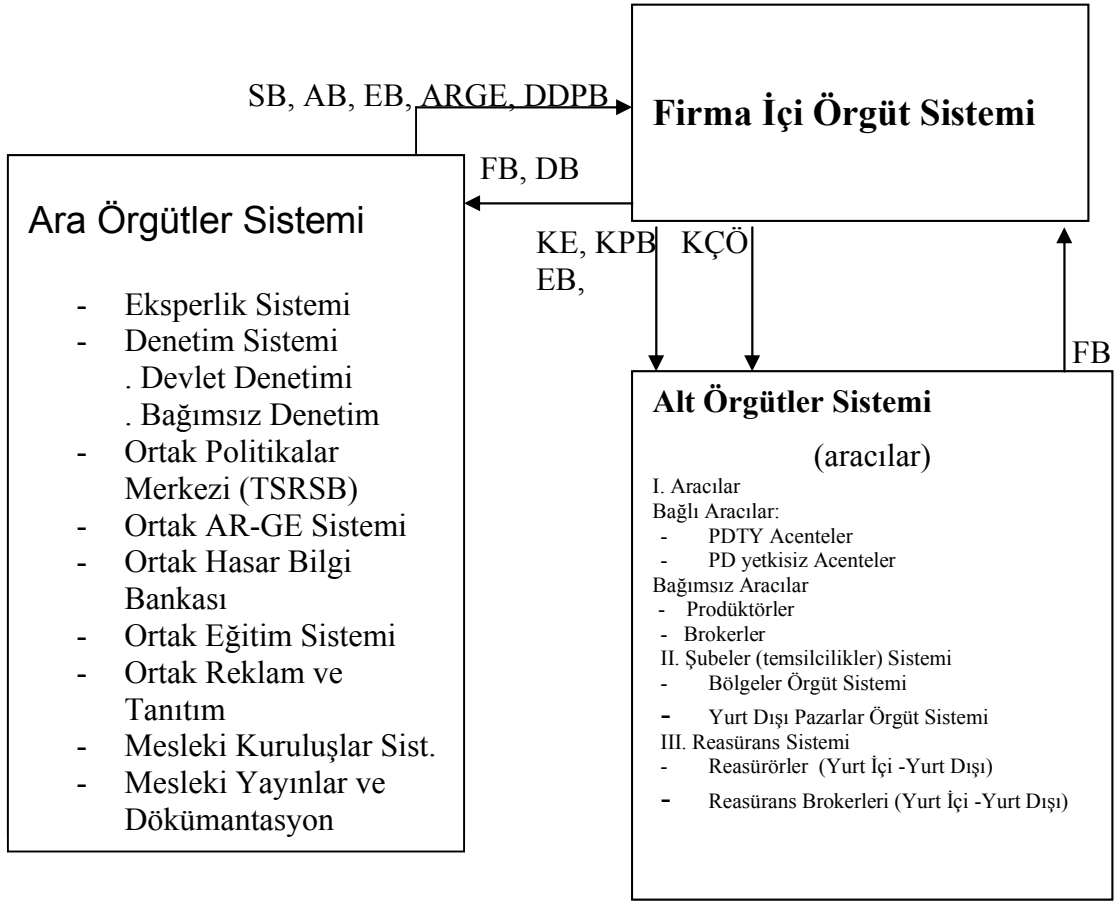 SB, AB, EB, ARGE, DDPB
Firma İçi Örgüt Sistemi
FB, DB
Ara Örgütler Sistemi
- Eksperlik Sistemi
- Denetim Sistemi
. Devlet Denetimi
. Bağımsız Denetim
- Ortak Politikalar
Merkezi (TSRSB)
- Ortak AR-GE Sistemi
- Ortak Hasar Bilgi
Bankası
- Ortak Eğitim Sistemi
- Ortak Reklam ve
Tanıtım
- Mesleki Kuruluşlar Sist.
- Mesleki Yayınlar ve
Dökümantasyon
KE, KPB
EB,
KÇÖ
FB
Alt Örgütler Sistemi
(aracılar)
I. Aracılar
Bağlı Aracılar:
- PDTY Acenteler
- PD yetkisiz Acenteler
Bağımsız Aracılar
- Prodüktörler
- Brokerler
II. Şubeler (temsilcilikler) Sistemi
- Bölgeler Örgüt Sistemi
- Yurt Dışı Pazarlar Örgüt Sistemi
III. Reasürans Sistemi
- Reasürörler (Yurt İçi -Yurt Dışı)
- Reasürans Brokerleri (Yurt İçi -Yurt Dışı)